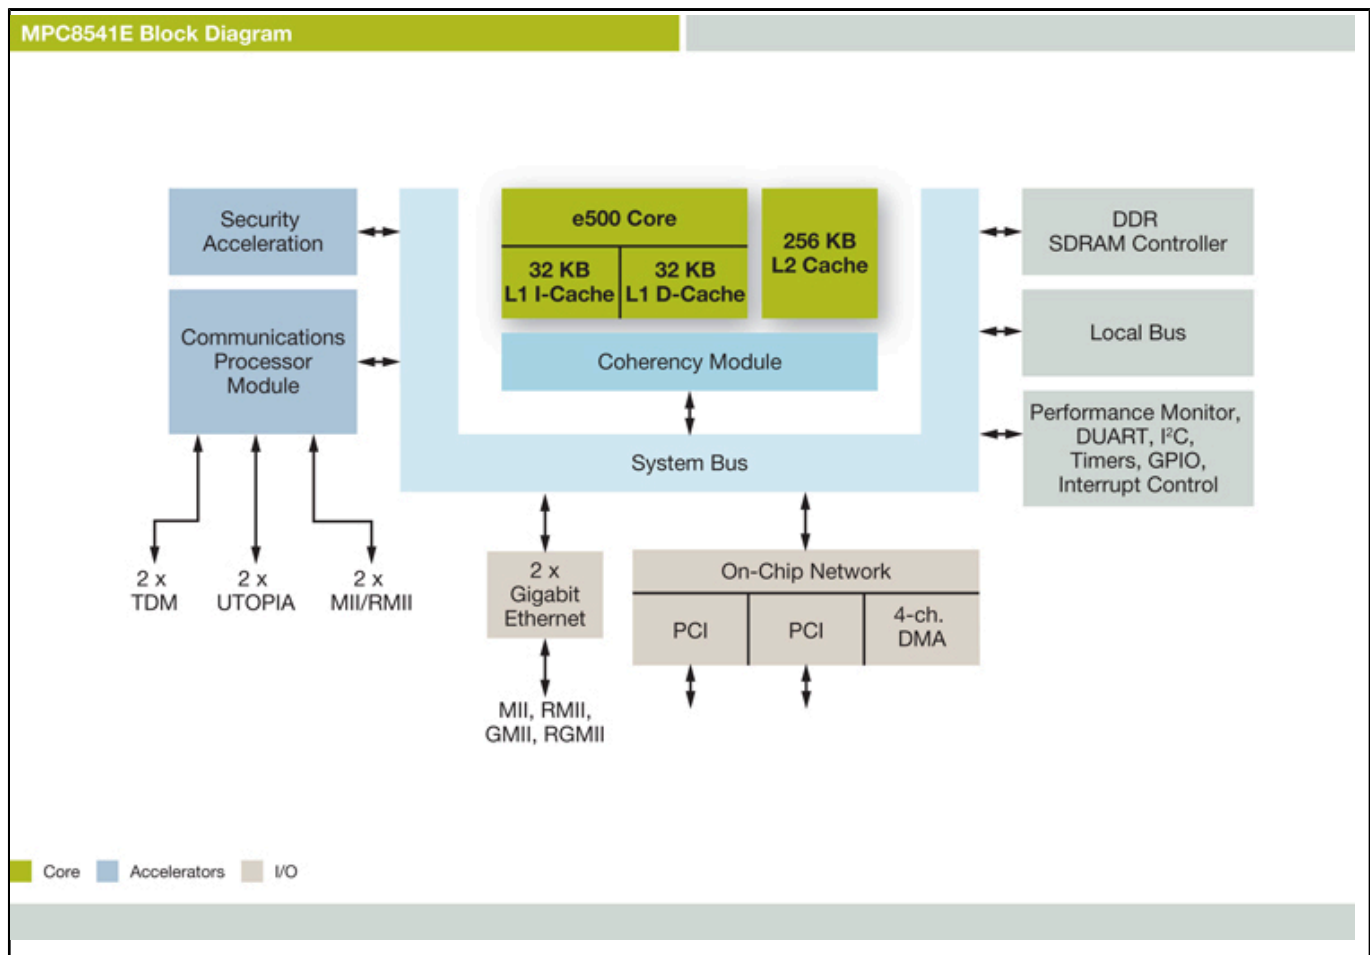 MPC8541E Block Diagram
Security
Acceleration
Communications
Processor
Module
2 x
TDM
2 x
UTOPIA
2 x
MII/RMII
e500 Core
32 KB
L1 I-Cache
32 KB
L1 D-Cache
256 KB
L2 Cache
Coherency Module
System Bus
DDR
SDRAM Controller
Local Bus
Performance Monitor,
DUART, I²C,
Timers, GPIO,
Interrupt Control
2 x
Gigabit
Ethernet
MII, RMII,
GMII, RGMII
On-Chip Network
PCI
PCI
4-ch.
DMA
Core
Accelerators
I/O